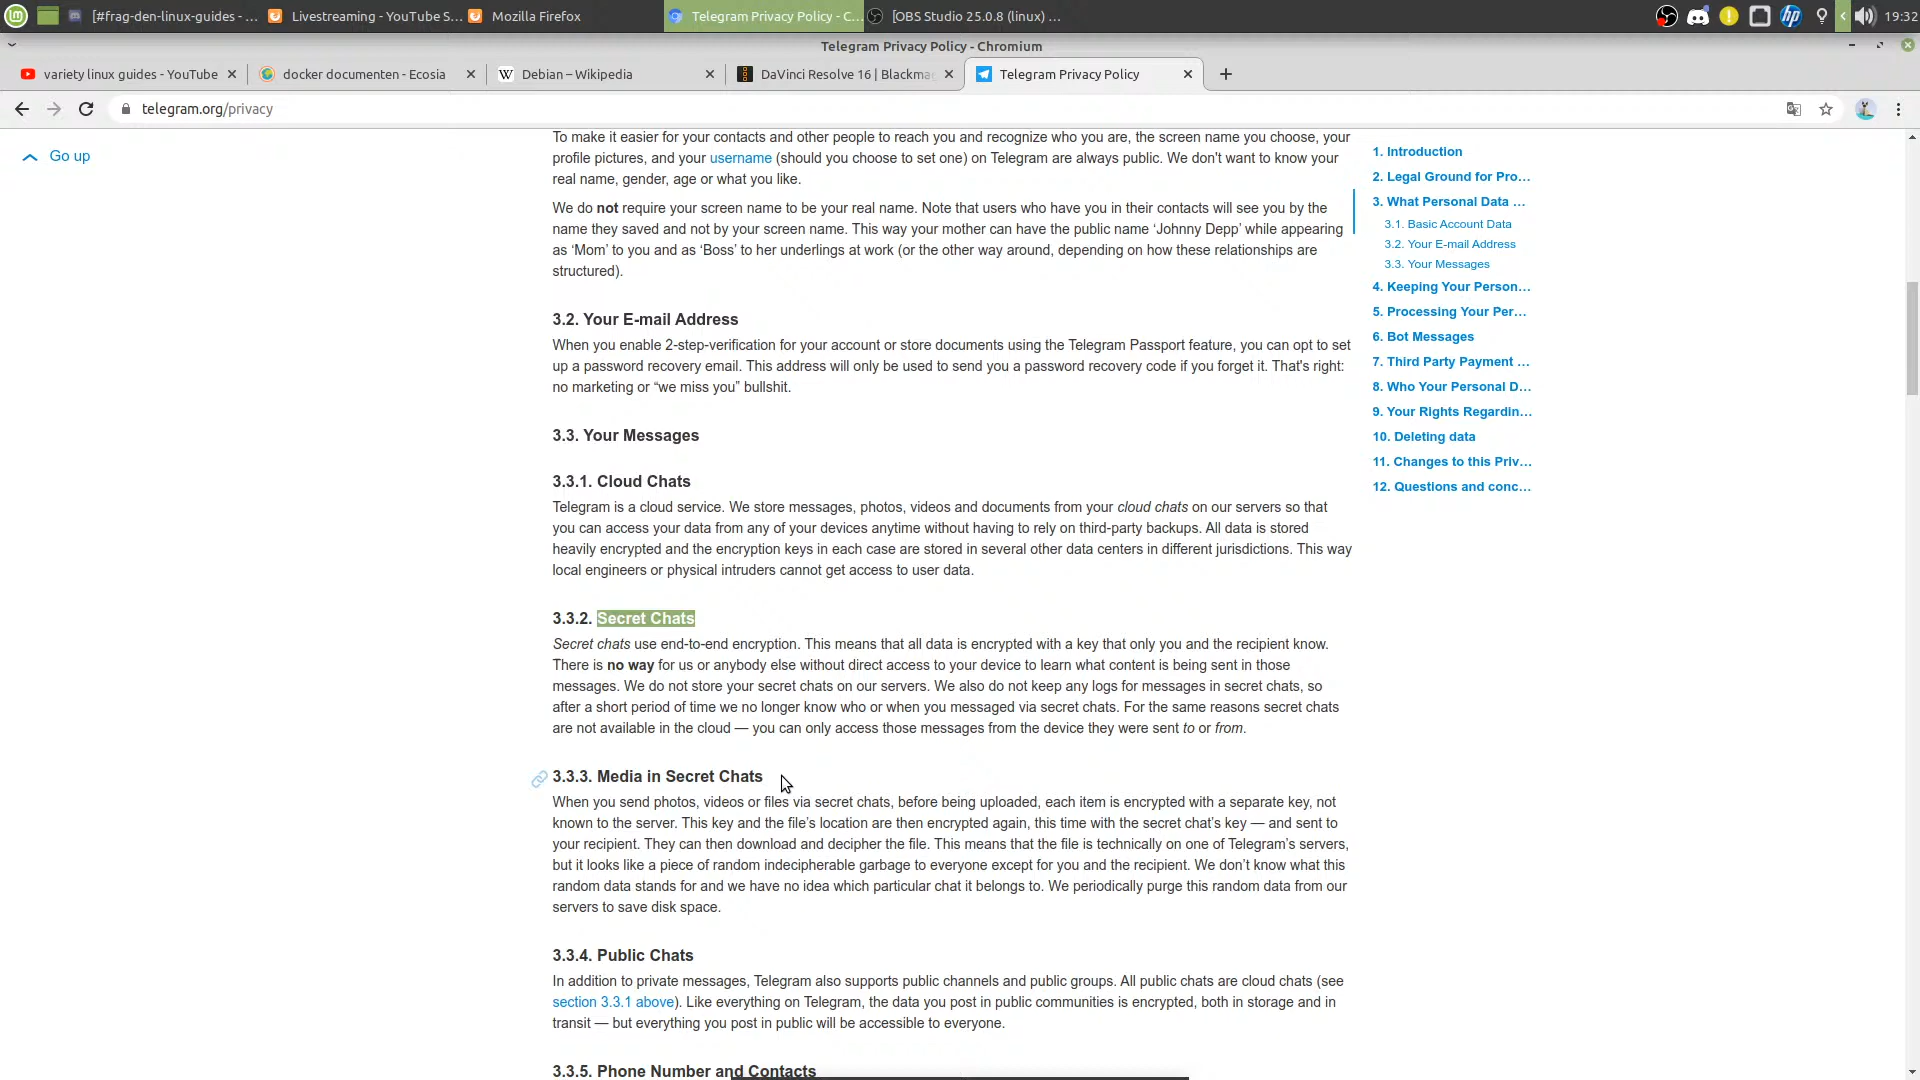 [#frag-den-linux-guides - ...
Livestreaming - YouTube S...
Mozilla Firefox
Telegram Privacy Policy - C...
[OBS Studio 25.0.8 (linux) ...
hp
19:32
Telegram Privacy Policy - Chromium
variety linux guides - YouTube
docker documenten - Ecosia
W
Debian – Wikipedia
DaVinci Resolve 16 | Blackma
Telegram Privacy Policy
telegram.org/privacy
Go up
To make it easier for your contacts and other people to reach you and recognize who you are, the screen name you choose, your
profile pictures, and your username (should you choose to set one) on Telegram are always public. We don't want to know your
real name, gender, age or what you like.
We do not require your screen name to be your real name. Note that users who have you in their contacts will see you by the
name they saved and not by your screen name. This way your mother can have the public name ‘Johnny Depp’ while appearing
as ‘Mom’ to you and as ‘Boss’ to her underlings at work (or the other way around, depending on how these relationships are
structured).
3.2. Your E-mail Address
When you enable 2-step-verification for your account or store documents using the Telegram Passport feature, you can opt to set
up a password recovery email. This address will only be used to send you a password recovery code if you forget it. That's right:
no marketing or “we miss you” bullshit.
3.3. Your Messages
3.3.1. Cloud Chats
Telegram is a cloud service. We store messages, photos, videos and documents from your cloud chats on our servers so that
you can access your data from any of your devices anytime without having to rely on third-party backups. All data is stored
heavily encrypted and the encryption keys in each case are stored in several other data centers in different jurisdictions. This way
local engineers or physical intruders cannot get access to user data.
3.3.2. Secret Chats
Secret chats use end-to-end encryption. This means that all data is encrypted with a key that only you and the recipient know.
There is no way for us or anybody else without direct access to your device to learn what content is being sent in those
messages. We do not store your secret chats on our servers. We also do not keep any logs for messages in secret chats, so
after a short period of time we no longer know who or when you messaged via secret chats. For the same reasons secret chats
are not available in the cloud — you can only access those messages from the device they were sent to or from.
3.3.3. Media in Secret Chats
When you send photos, videos or files via secret chats, before being uploaded, each item is encrypted with a separate key, not
known to the server. This key and the file’s location are then encrypted again, this time with the secret chat’s key — and sent to
your recipient. They can then download and decipher the file. This means that the file is technically on one of Telegram’s servers,
but it looks like a piece of random indecipherable garbage to everyone except for you and the recipient. We don’t know what this
random data stands for and we have no idea which particular chat it belongs to. We periodically purge this random data from our
servers to save disk space.
3.3.4. Public Chats
In addition to private messages, Telegram also supports public channels and public groups. All public chats are cloud chats (see
section 3.3.1 above). Like everything on Telegram, the data you post in public communities is encrypted, both in storage and in
transit — but everything you post in public will be accessible to everyone.
3.3.5. Phone Number and Contacts
1. Introduction
2. Legal Ground for Pro...
3. What Personal Data ...
3.1. Basic Account Data
3.2. Your E-mail Address
3.3. Your Messages
4. Keeping Your Person...
5. Processing Your Per...
6. Bot Messages
7. Third Party Payment ...
8. Who Your Personal D...
9. Your Rights Regardin...
10. Deleting data
11. Changes to this Priv...
12. Questions and conc...